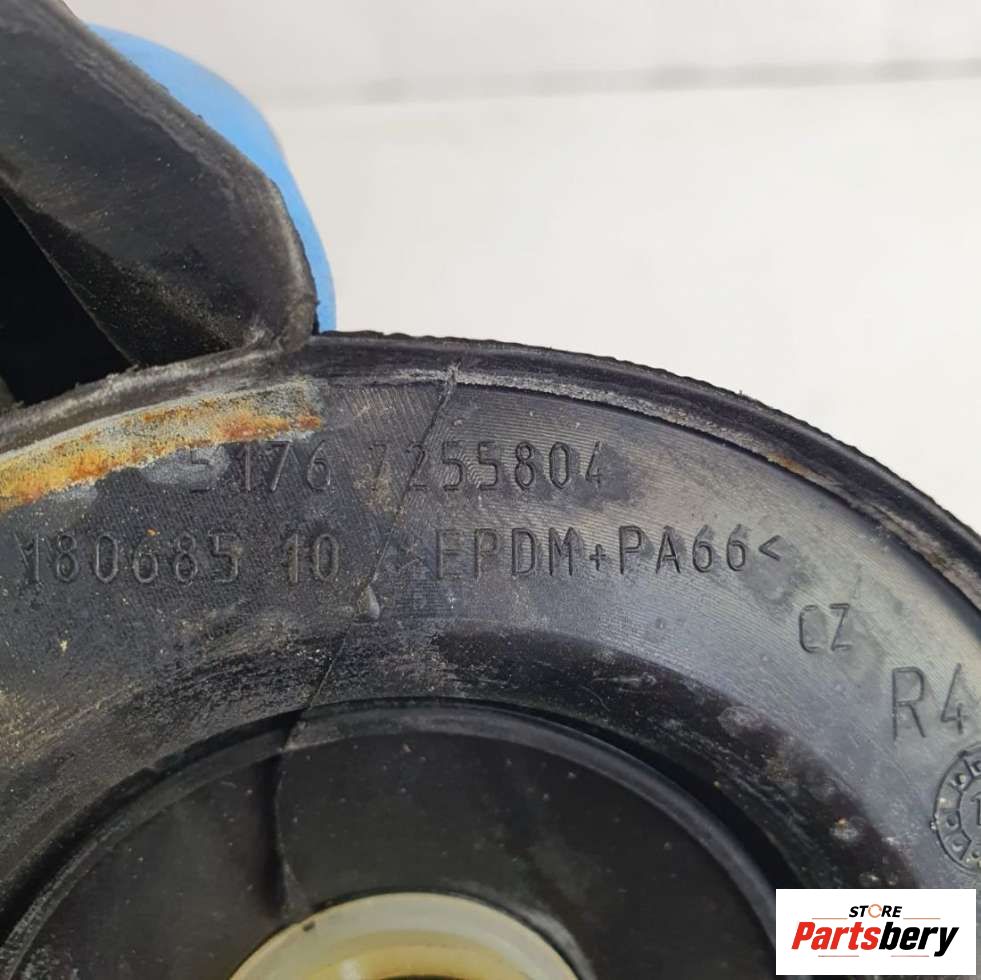 5176 7255804
180685 10 >EPDM+PA66<
CZ
R4
STORE
Partsbery